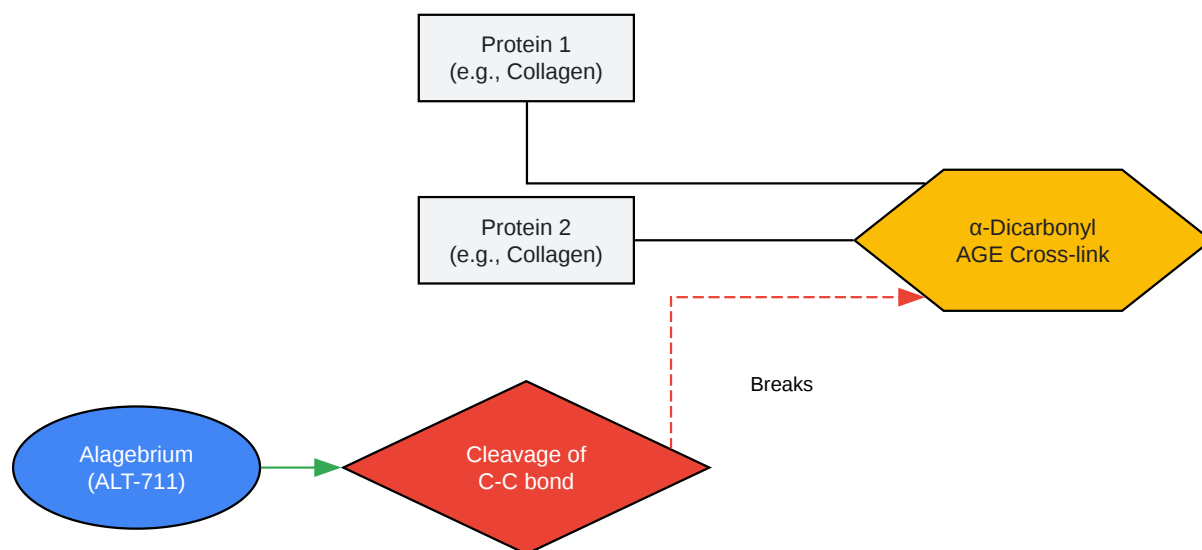 Protein 1
(e.g., Collagen)
Protein 2
(e.g., Collagen)
α-Dicarbonyl
AGE Cross-link
Breaks
Alagebrium
(ALT-711)
Cleavage of
C-C bond